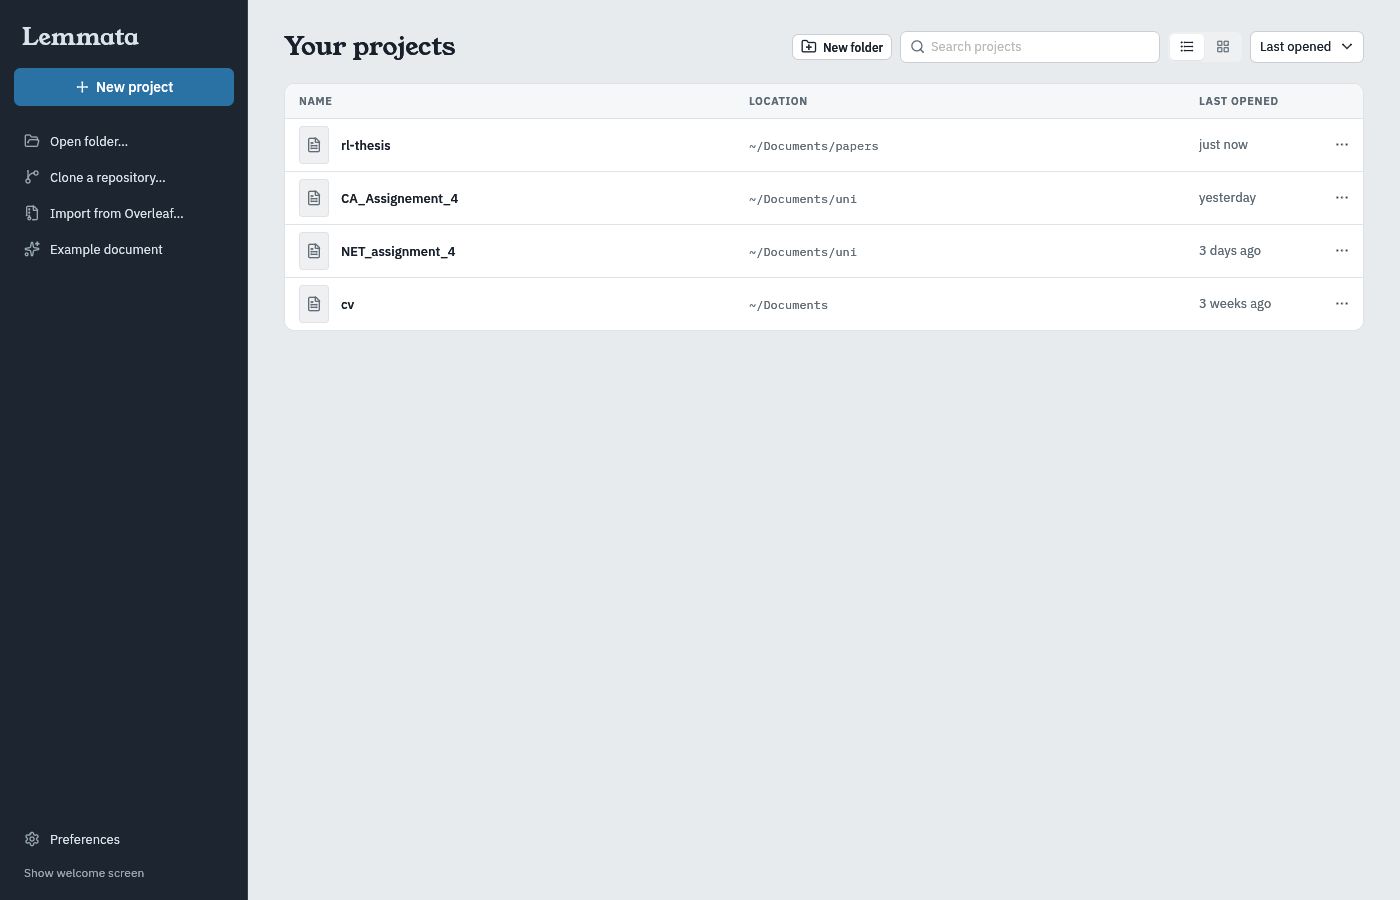 Lemmata
New project
Open folder...
Clone a repository...
Import from Overleaf...
Example document
Preferences
Show welcome screen
Your projects
New folder
Search projects
Last opened
NAME LOCATION LAST OPENED
rl-thesis ~/Documents/papers just now
CA_Assignement_4 ~/Documents/uni yesterday
NET_assignment_4 ~/Documents/uni 3 days ago
cv ~/Documents 3 weeks ago